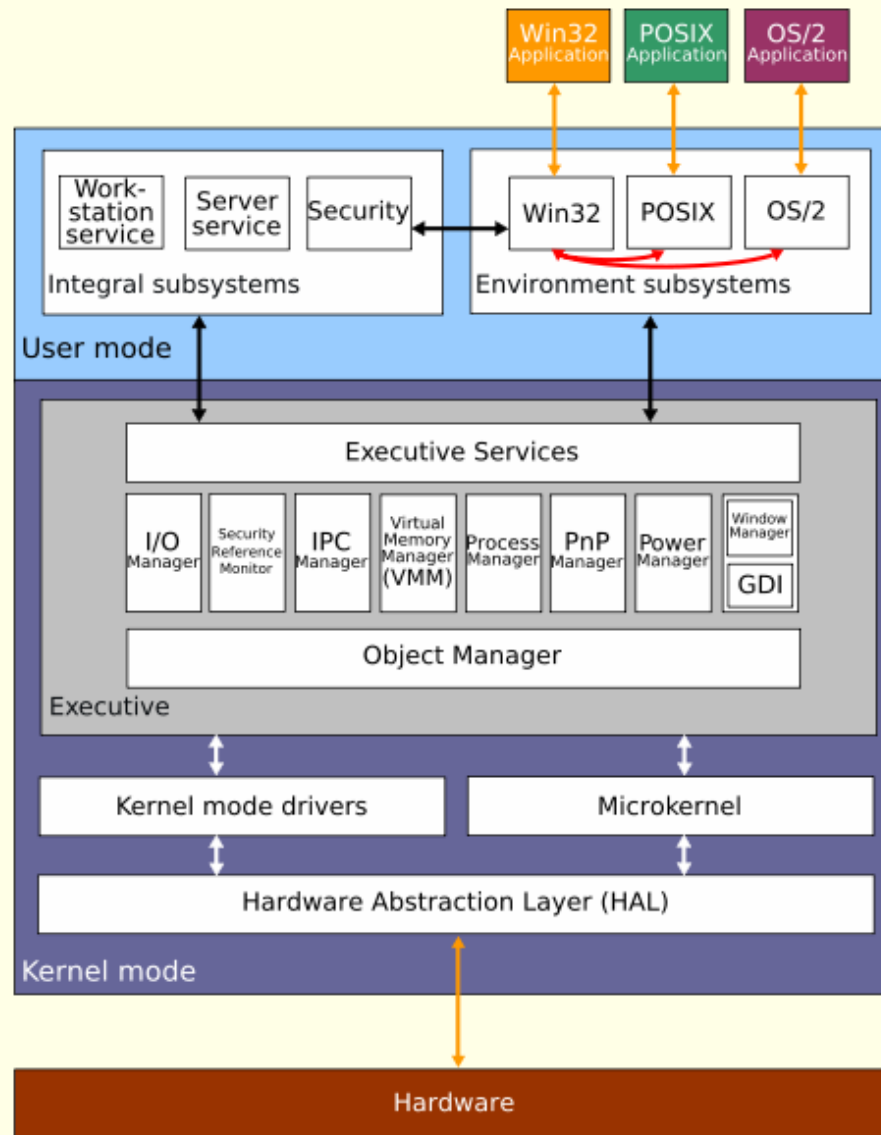 Win32
Application
POSIX
Application
OS/2
Application
Work-
station
service
Server
service
Security
Integral subsystems
Win32
POSIX
OS/2
Environment subsystems
User mode
Executive Services
I/O
Manager
Security
Reference
Monitor
IPC
Manager
Virtual
Memory
Manager
(VMM)
Process
Manager
PnP
Manager
Power
Manager
Window
Manager
GDI
Object Manager
Executive
Kernel mode drivers
Microkernel
Hardware Abstraction Layer (HAL)
Kernel mode
Hardware